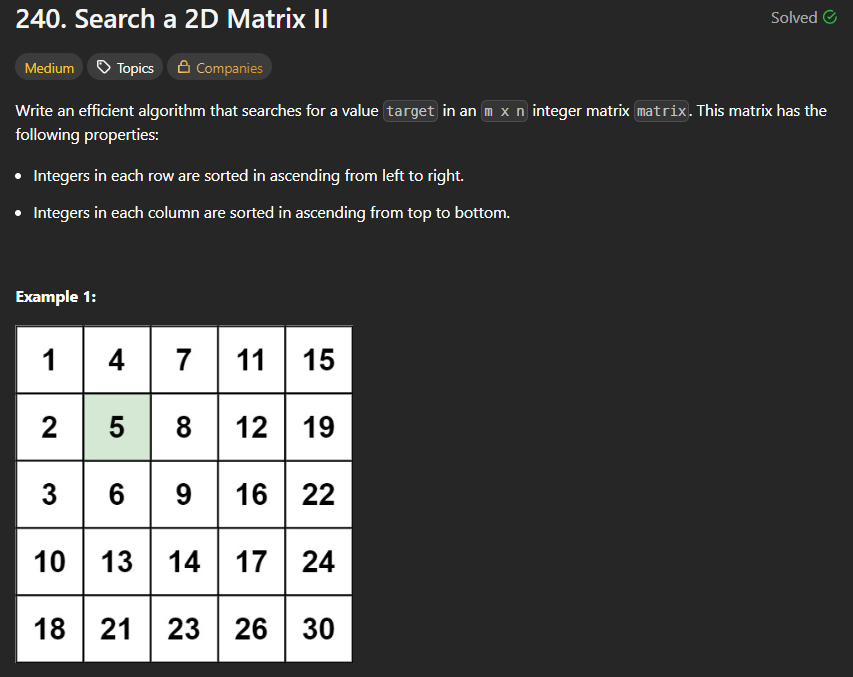 240. Search a 2D Matrix II
Solved
Medium Topics Companies
Write an efficient algorithm that searches for a value target in an m x n integer matrix matrix. This matrix has the
following properties:
• Integers in each row are sorted in ascending from left to right.
• Integers in each column are sorted in ascending from top to bottom.
Example 1:
1 4 7 11 15
2 5 8 12 19
3 6 9 16 22
10 13 14 17 24
18 21 23 26 30